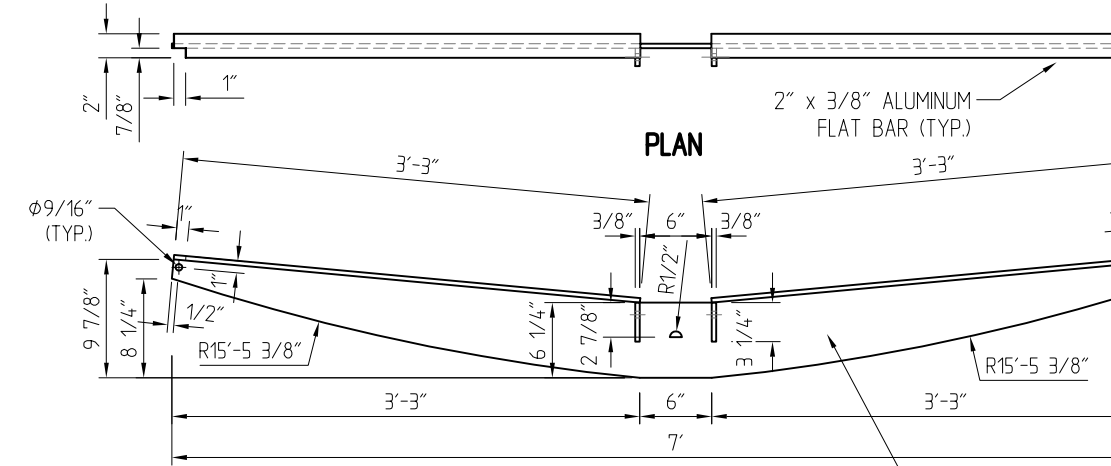 2″
7/8″
1″
2″ x 3/8″ ALUMINUM
FLAT BAR (TYP.)
PLAN
3′-3″
3′-3″
Φ9/16″
(TYP.)
1″
3/8″
6″
3/8″
R1/2″
1″
1/2″
9 7/8″
8 1/4″
R15′-5 3/8″
6 1/4″
2 7/8″
3 1/4″
R15′-5 3/8″
3′-3″
6″
3′-3″
7′